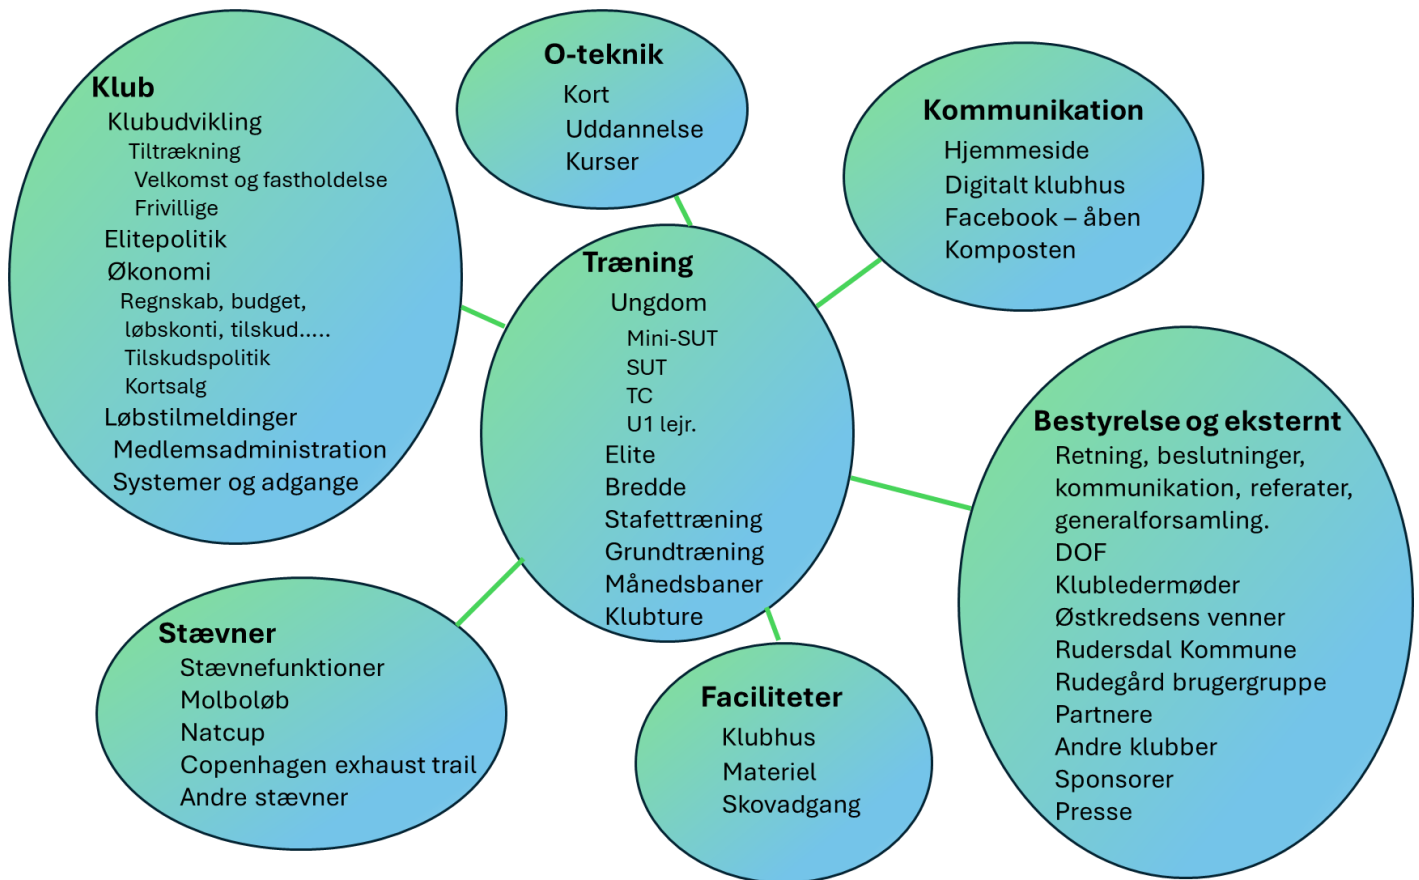 Klub
Klubudvikling
Tiltrækning
Velkomst og fastholdelse
Frivillige
Elitepolitik
Økonomi
Regnskab, budget,
løbskonti, tilskud.....
Tilskudspolitik
Kortsalg
Løbstilmeldinger
Medlemsadministration
Systemer og adgange
O-teknik
Kort
Uddannelse
Kurser
Kommunikation
Hjemmeside
Digitalt klubhus
Facebook – åben
Komposten
Træning
Ungdom
Mini-SUT
SUT
TC
U1 lejr.
Elite
Bredde
Stafettræning
Grundtræning
Månedsbaner
Klubture
Bestyrelse og eksternt
Retning, beslutninger,
kommunikation, referater,
generalforsamling.
DOF
Klubledermøder
Østkredsens venner
Rudersdal Kommune
Rudegård brugergruppe
Partnere
Andre klubber
Sponsorer
Presse
Stævner
Stævnefunktioner
Molboløb
Natcup
Copenhagen exhaust trail
Andre stævner
Faciliteter
Klubhus
Materiel
Skovadgang